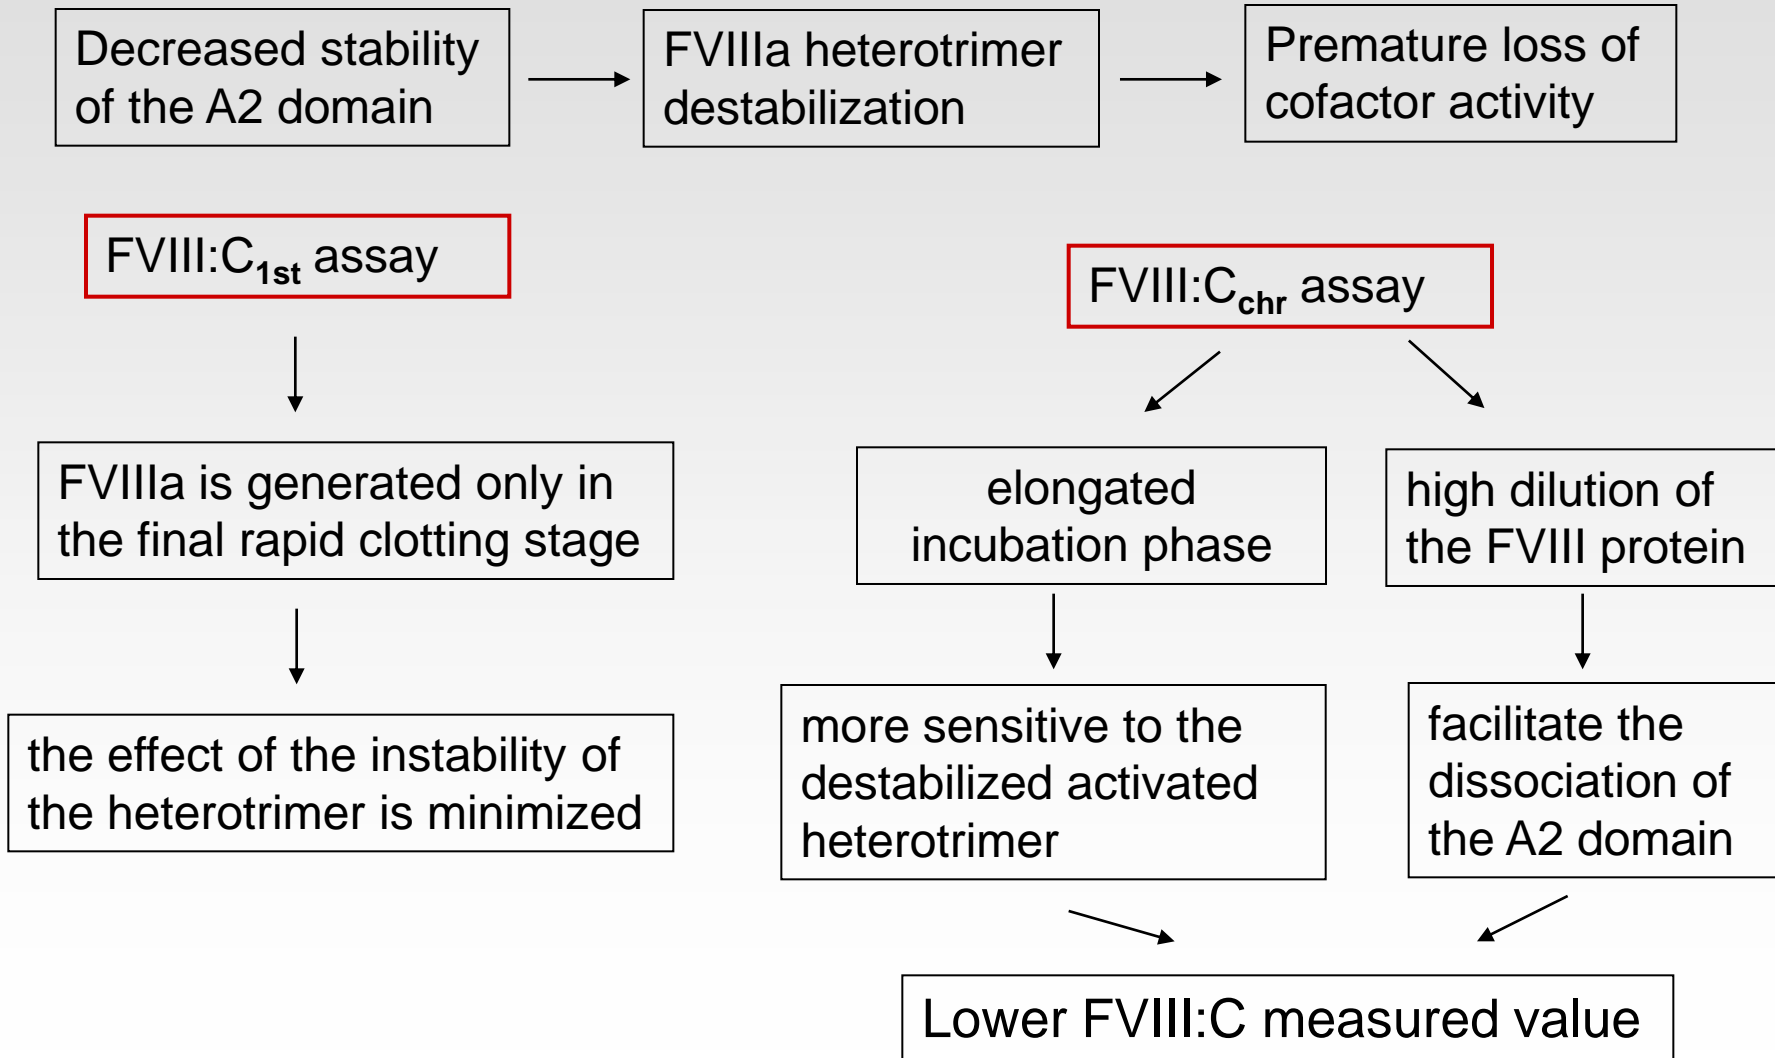 Decreased stability
of the A2 domain
FVIIIa heterotrimer
destabilization
Premature loss of
cofactor activity
FVIII:C1st assay
FVIII:Cchr assay
FVIIIa is generated only in
the final rapid clotting stage
elongated
incubation phase
high dilution of
the FVIII protein
the effect of the instability of
the heterotrimer is minimized
more sensitive to the
destabilized activated
heterotrimer
facilitate the
dissociation of
the A2 domain
Lower FVIII:C measured value